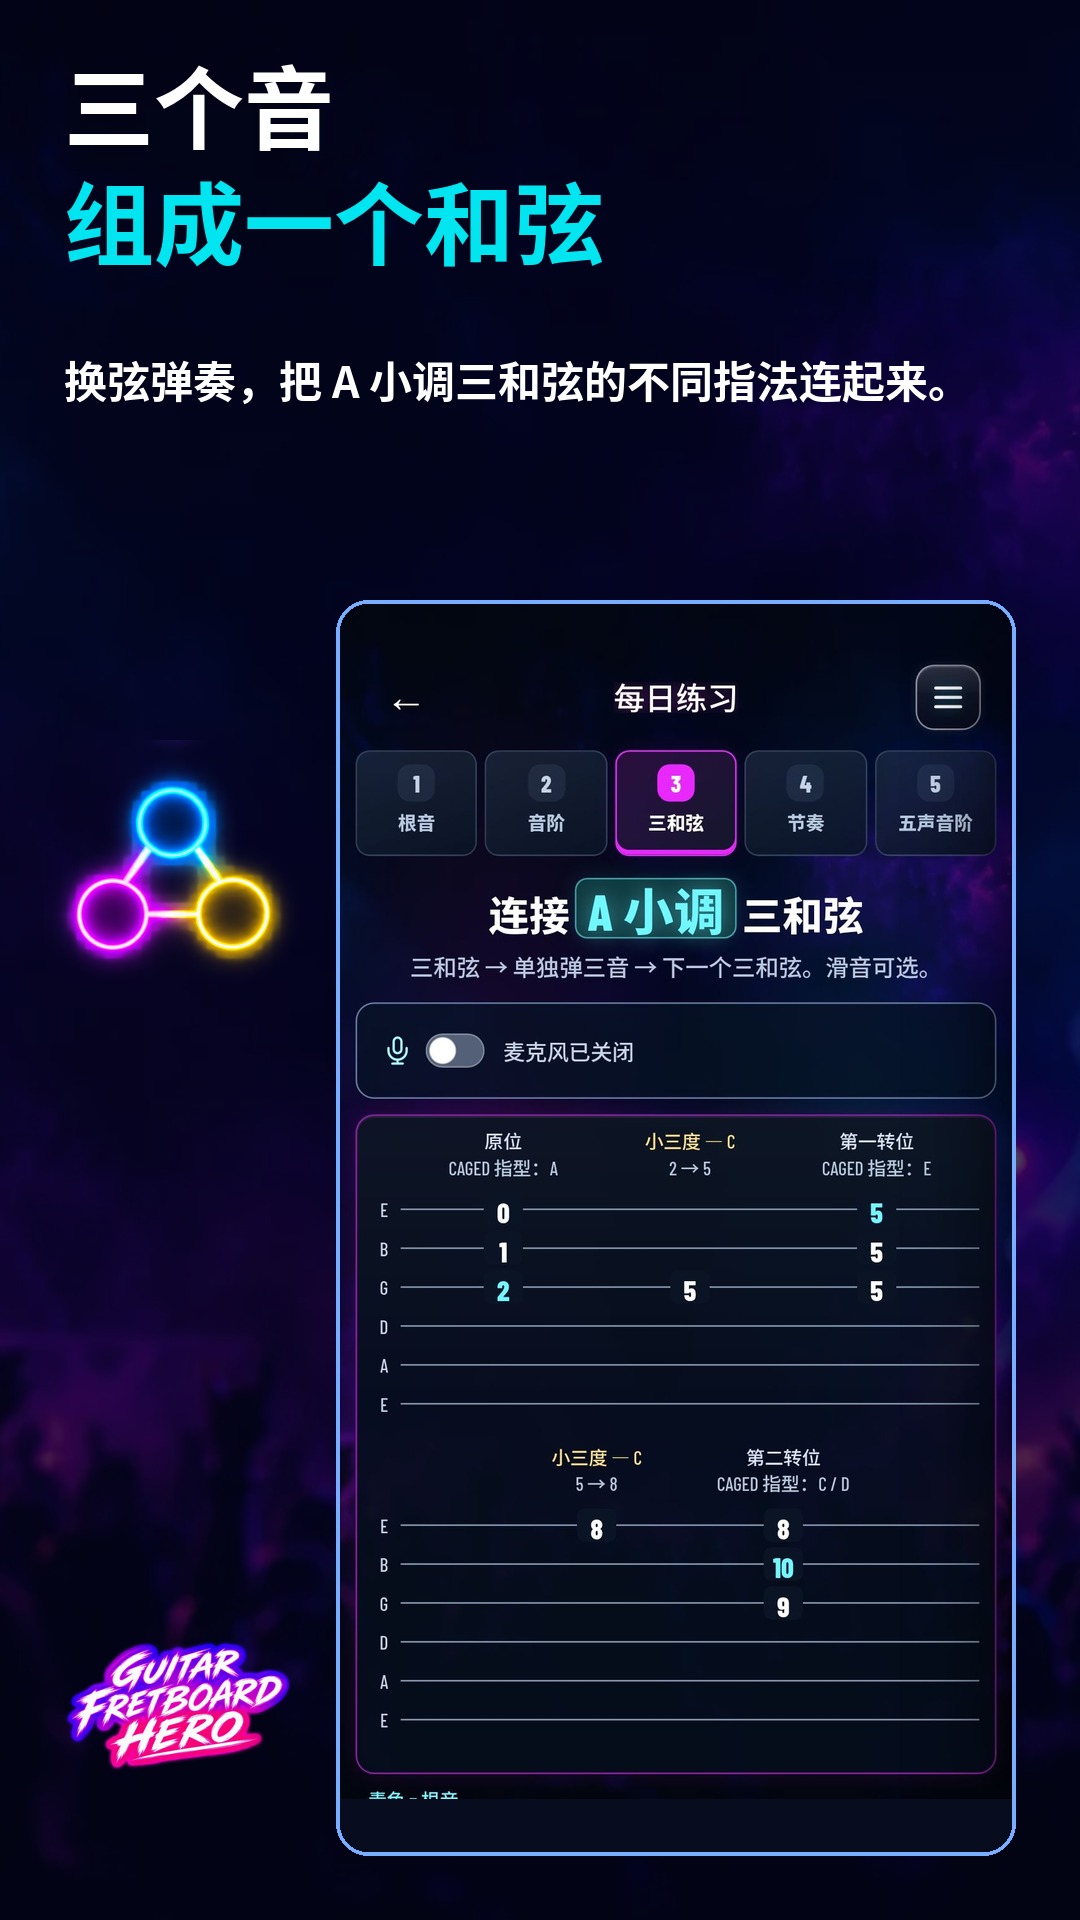 三个音
组成一个和弦
换弦弹奏，把 A 小调三和弦的不同指法连起来。
← 每日练习
1 2 3 4 5
根音 音阶 三和弦 节奏 五声音阶
连接 A 小调 三和弦
三和弦 → 单独弹三音 → 下一个三和弦。滑音可选。
麦克风已关闭
原位 小三度 — C 第一转位
CAGED 指型：A 2 → 5 CAGED 指型：E
E 0 5
B 1 5
G 2 5 5
D
A
E
小三度 — C 第二转位
5 → 8 CAGED 指型：C / D
E 8 8
B 10
G 9
D
A
E
青色 = 根音
GUITAR
FRETBOARD
HERO